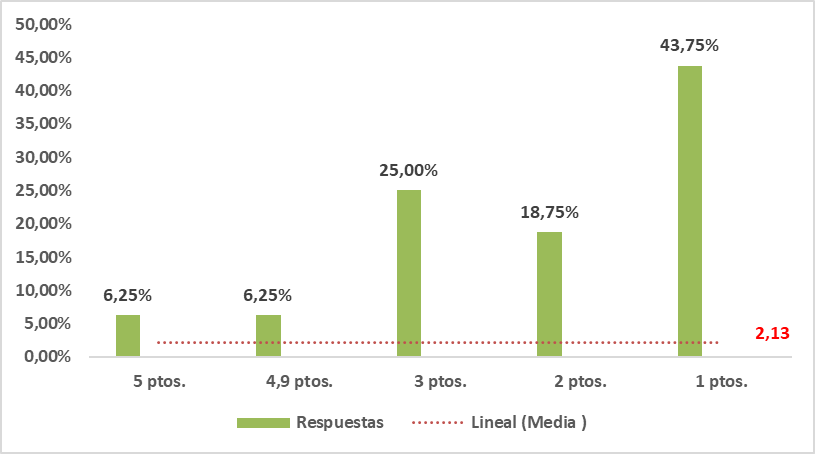 50,00%
45,00%
40,00%
35,00%
30,00%
25,00%
20,00%
15,00%
10,00%
5,00%
0,00%
6,25%
6,25%
25,00%
18,75%
43,75%
2,13
5 ptos.
4,9 ptos.
3 ptos.
2 ptos.
1 ptos.
Respuestas
Lineal (Media )